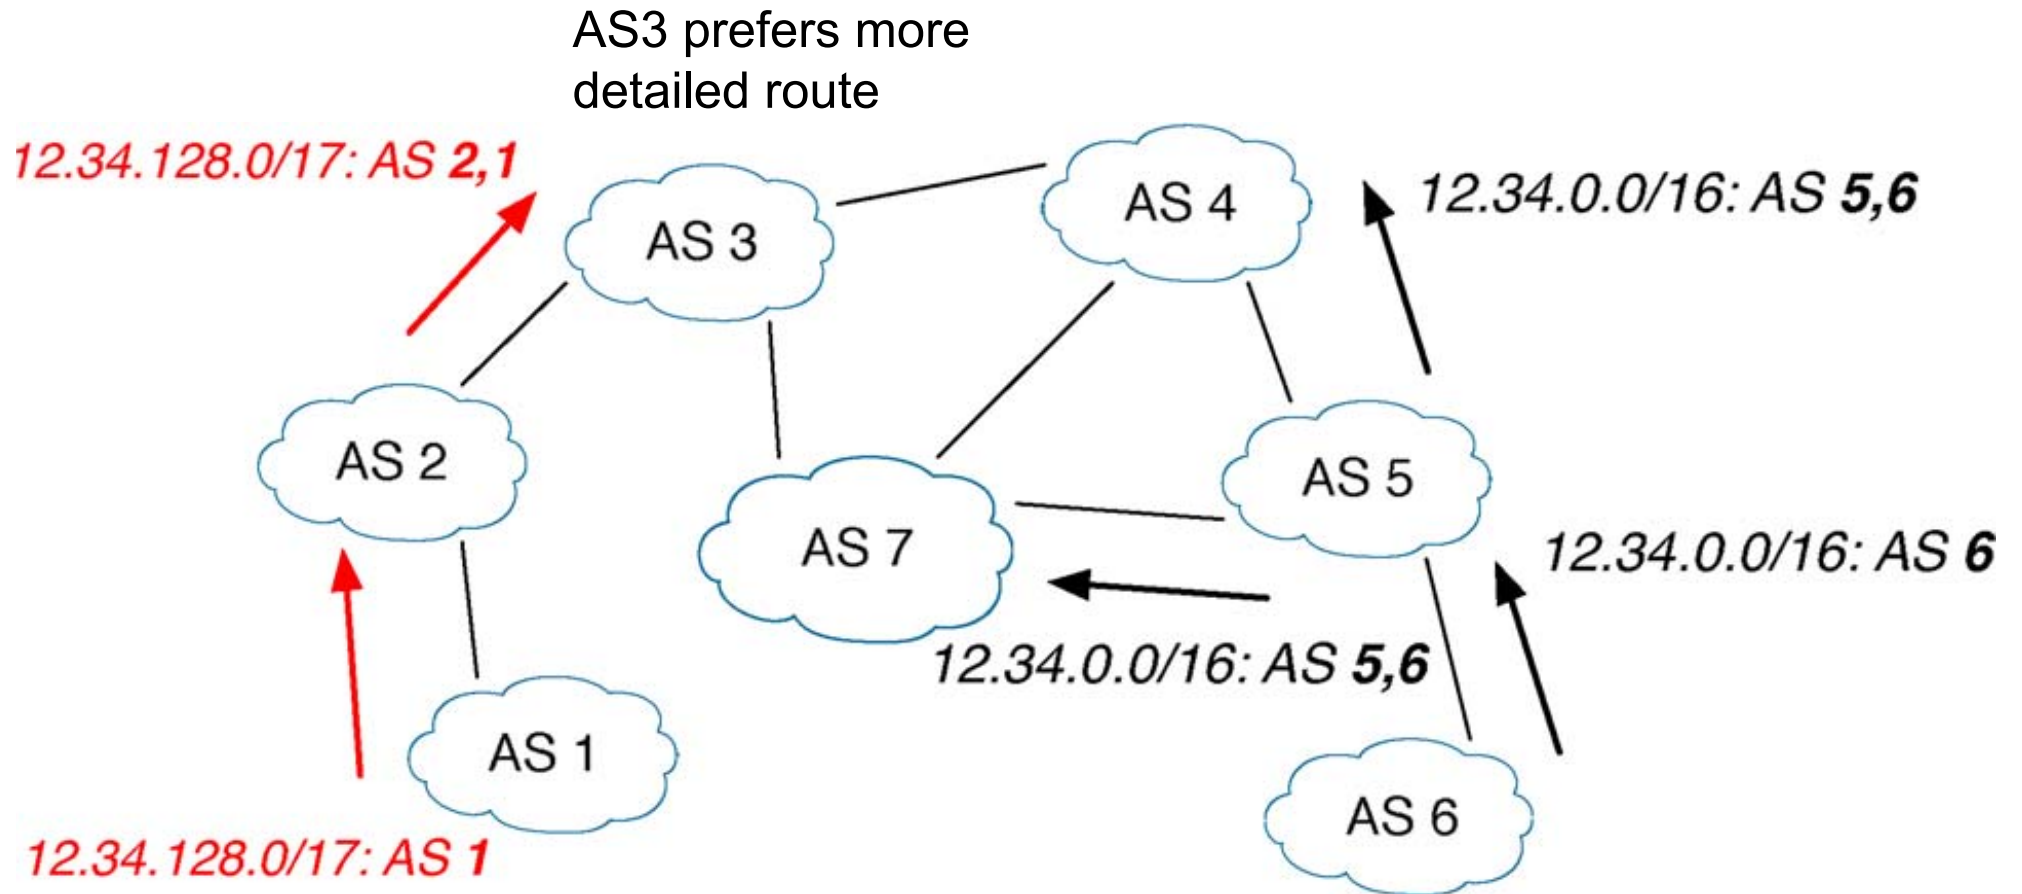 AS3 prefers more
detailed route
12.34.128.0/17: AS 2,1
AS 3
AS 4
12.34.0.0/16: AS 5,6
AS 2
AS 7
AS 5
12.34.0.0/16: AS 6
12.34.0.0/16: AS 5,6
AS 1
AS 6
12.34.128.0/17: AS 1